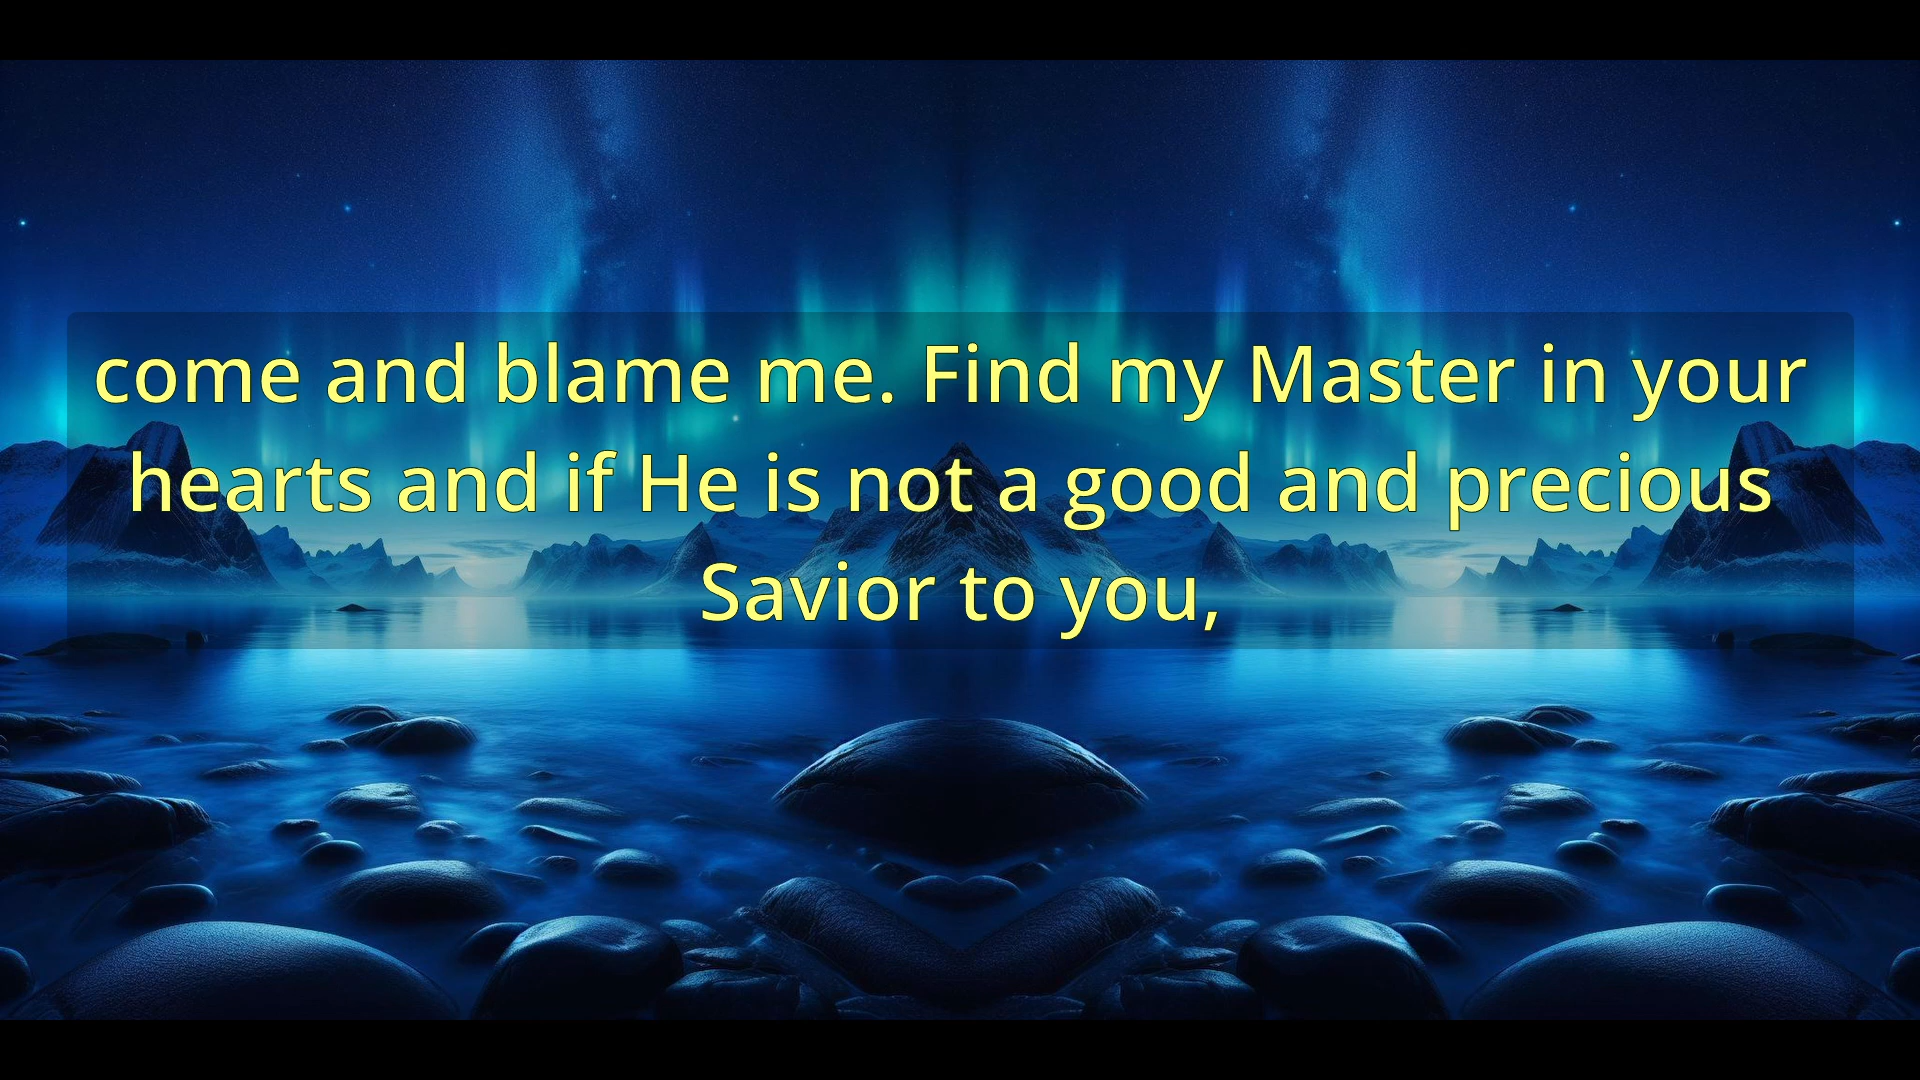 come and blame me. Find my Master in your
hearts and if He is not a good and precious
Savior to you,